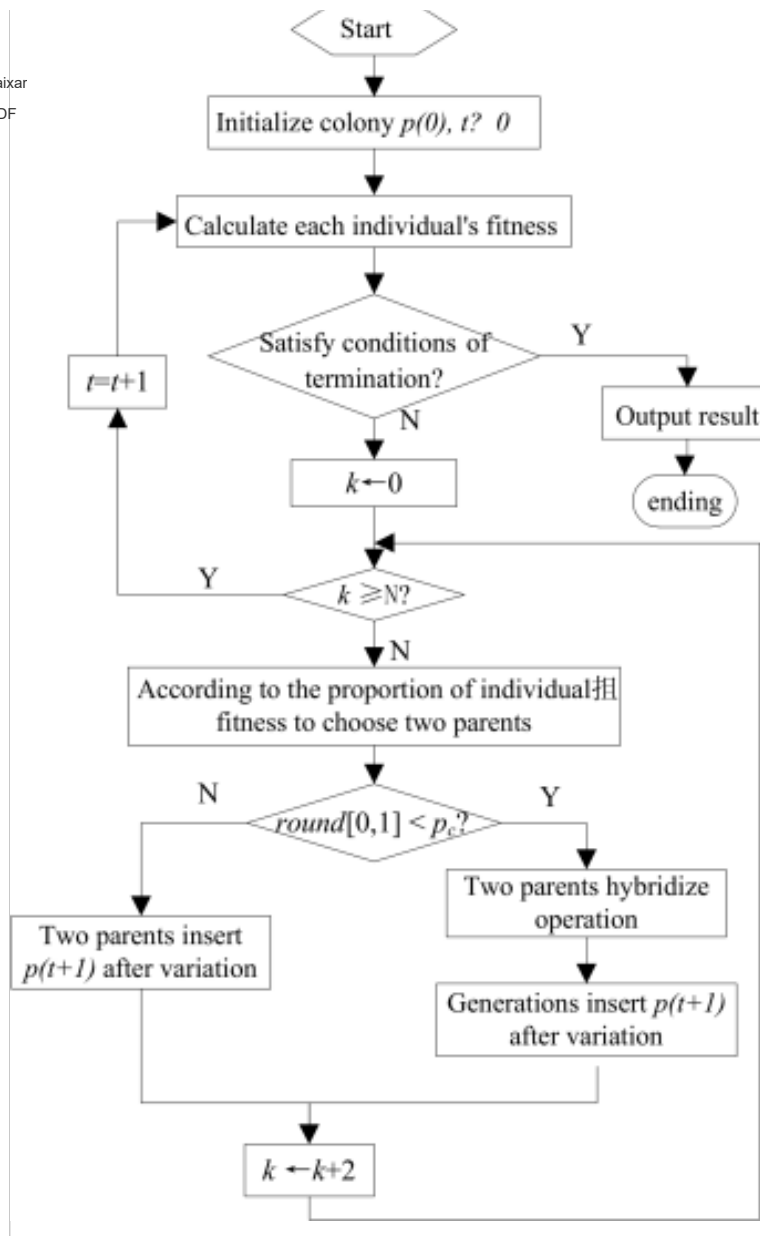 Start
aixar
DF
Initialize colony p(0), t? 0
Calculate each individual's fitness
Satisfy conditions of
termination?
Y
N
t=t+1
Output result
ending
k←0
Y
k ≥N?
N
According to the proportion of individual抯
fitness to choose two parents
N
round[0,1] < pc?
Y
Two parents hybridize
operation
Two parents insert
p(t+1) after variation
Generations insert p(t+1)
after variation
k ←k+2